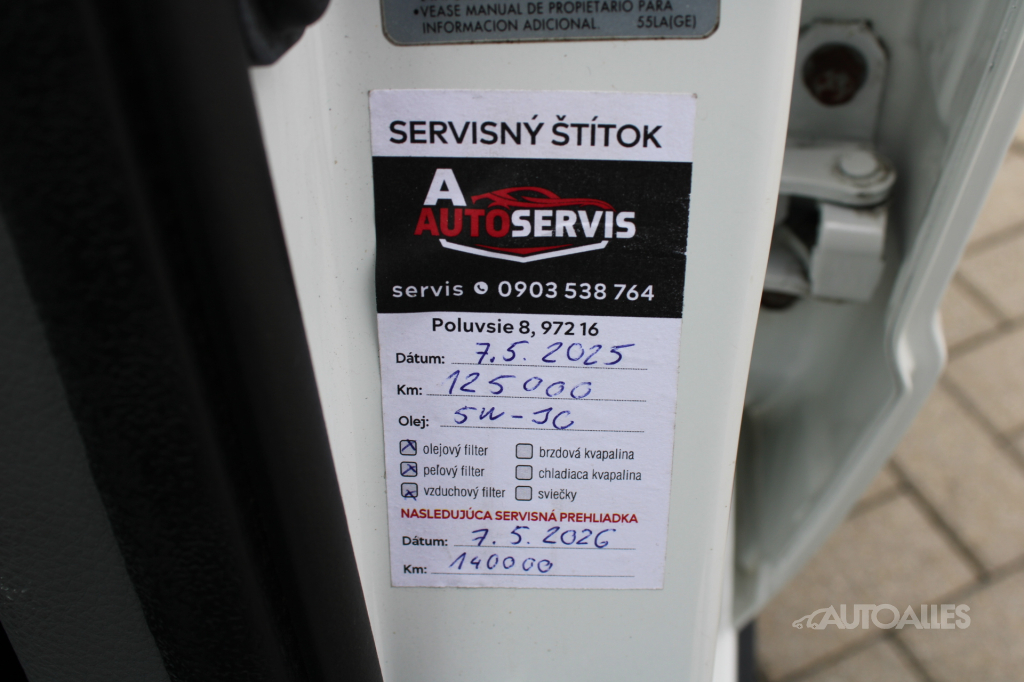 •VEASE MANUAL DE PROPIETARIO PARA
INFORMACION ADICIONAL. 55LA(GE)
SERVISNÝ ŠTÍTOK
A
AUTOSERVIS
servis 0903 538 764
Poluvsie 8, 972 16
Dátum: 7.5.2025
Km: 125000
Olej: 5W-30
olejový filter brzdová kvapalina
peľový filter chladiaca kvapalina
vzduchový filter sviečky
NASLEDUJÚCA SERVISNÁ PREHLIADKA
Dátum: 7.5.2026
Km: 140000
AUTOALLES